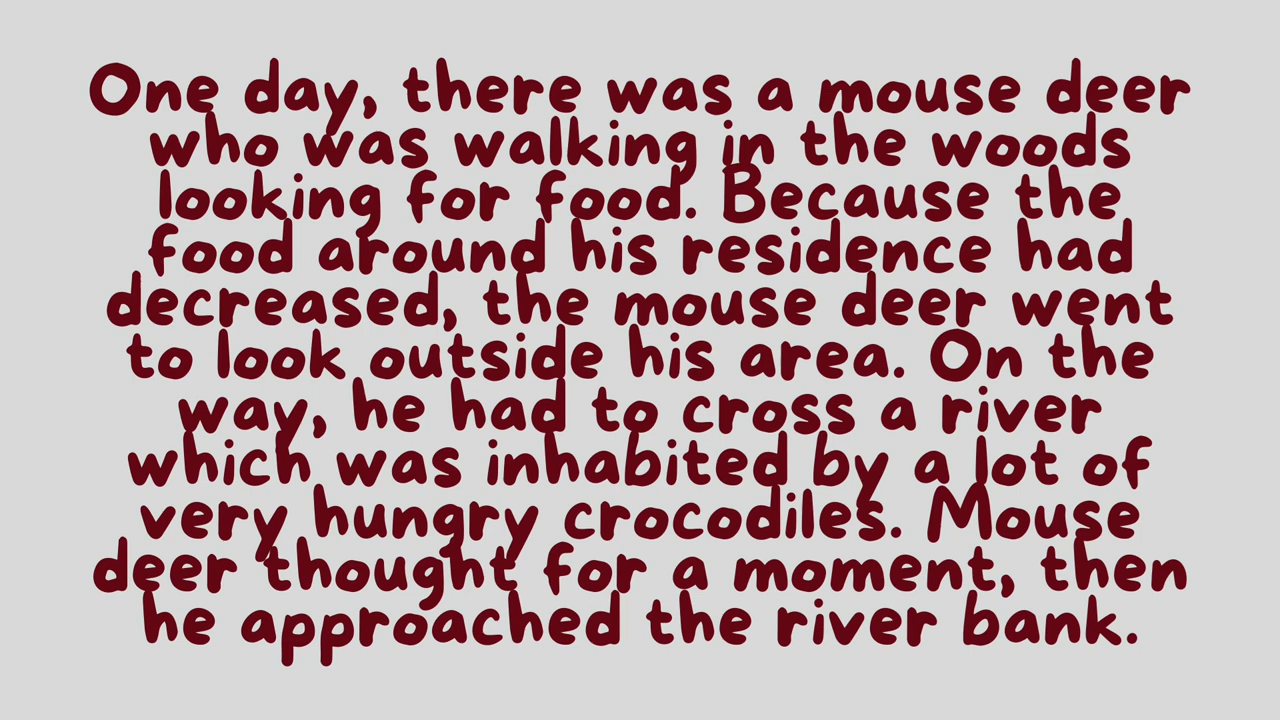 One day, there was a mouse deer
who was walking in the woods
looking for food. Because the
food around his residence had
decreased, the mouse deer went
to look outside his area. On the
way, he had to cross a river
which was inhabited by a lot of
very hungry crocodiles. Mouse
deer thought for a moment, then
he approached the river bank.